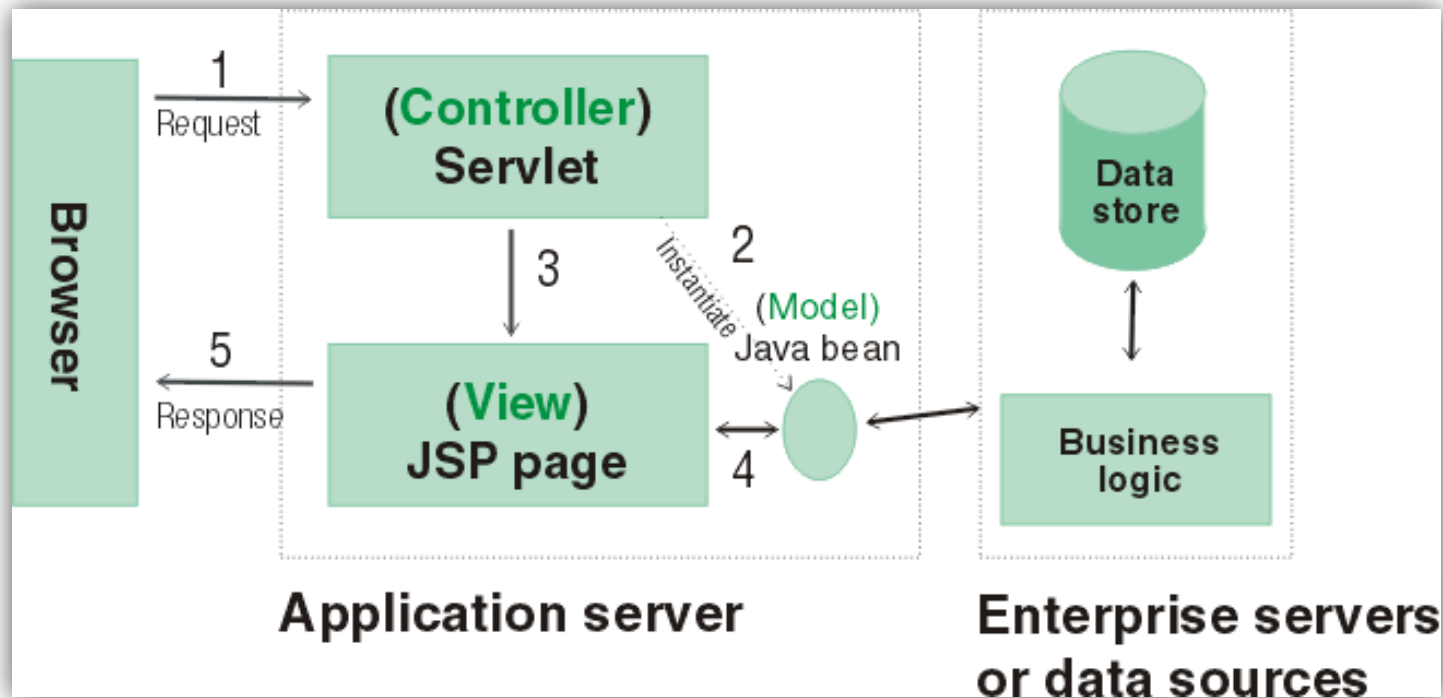 1
Request
(Controller)
Servlet
Browser
2
Instantiate
3
(Model)
Java bean
5
Response
(View)
JSP page
4
Data
store
Business
logic
Application server
Enterprise servers
or data sources